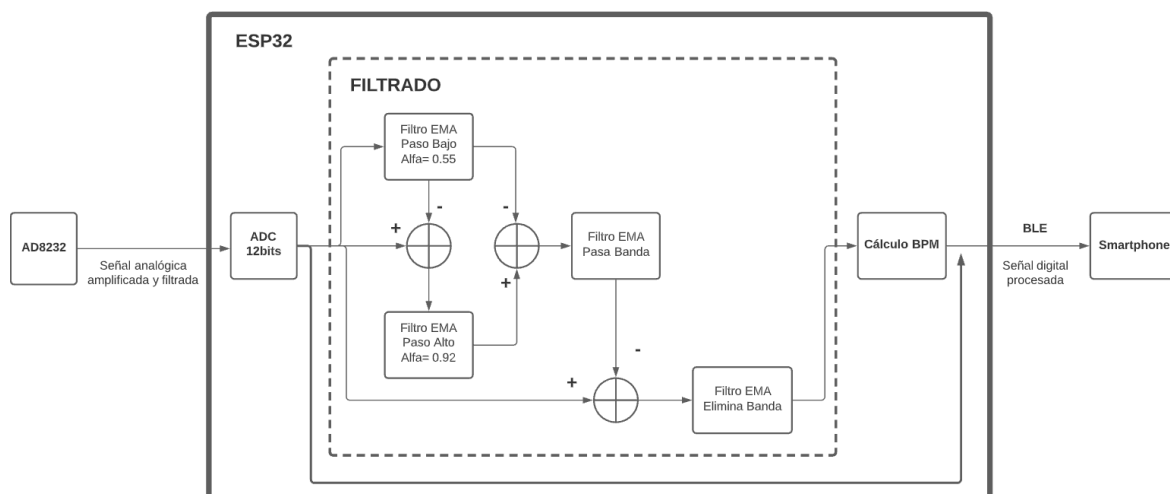 ESP32
FILTRADO
Filtro EMA
Paso Bajo
Alfa= 0.55
-
-
+
AD8232
Señal analógica
amplificada y filtrada
ADC
12bits
Filtro EMA
Pasa Banda
+
Filtro EMA
Paso Alto
Alfa= 0.92
-
+
Filtro EMA
Elimina Banda
Cálculo BPM
BLE
Señal digital
procesada
Smartphone